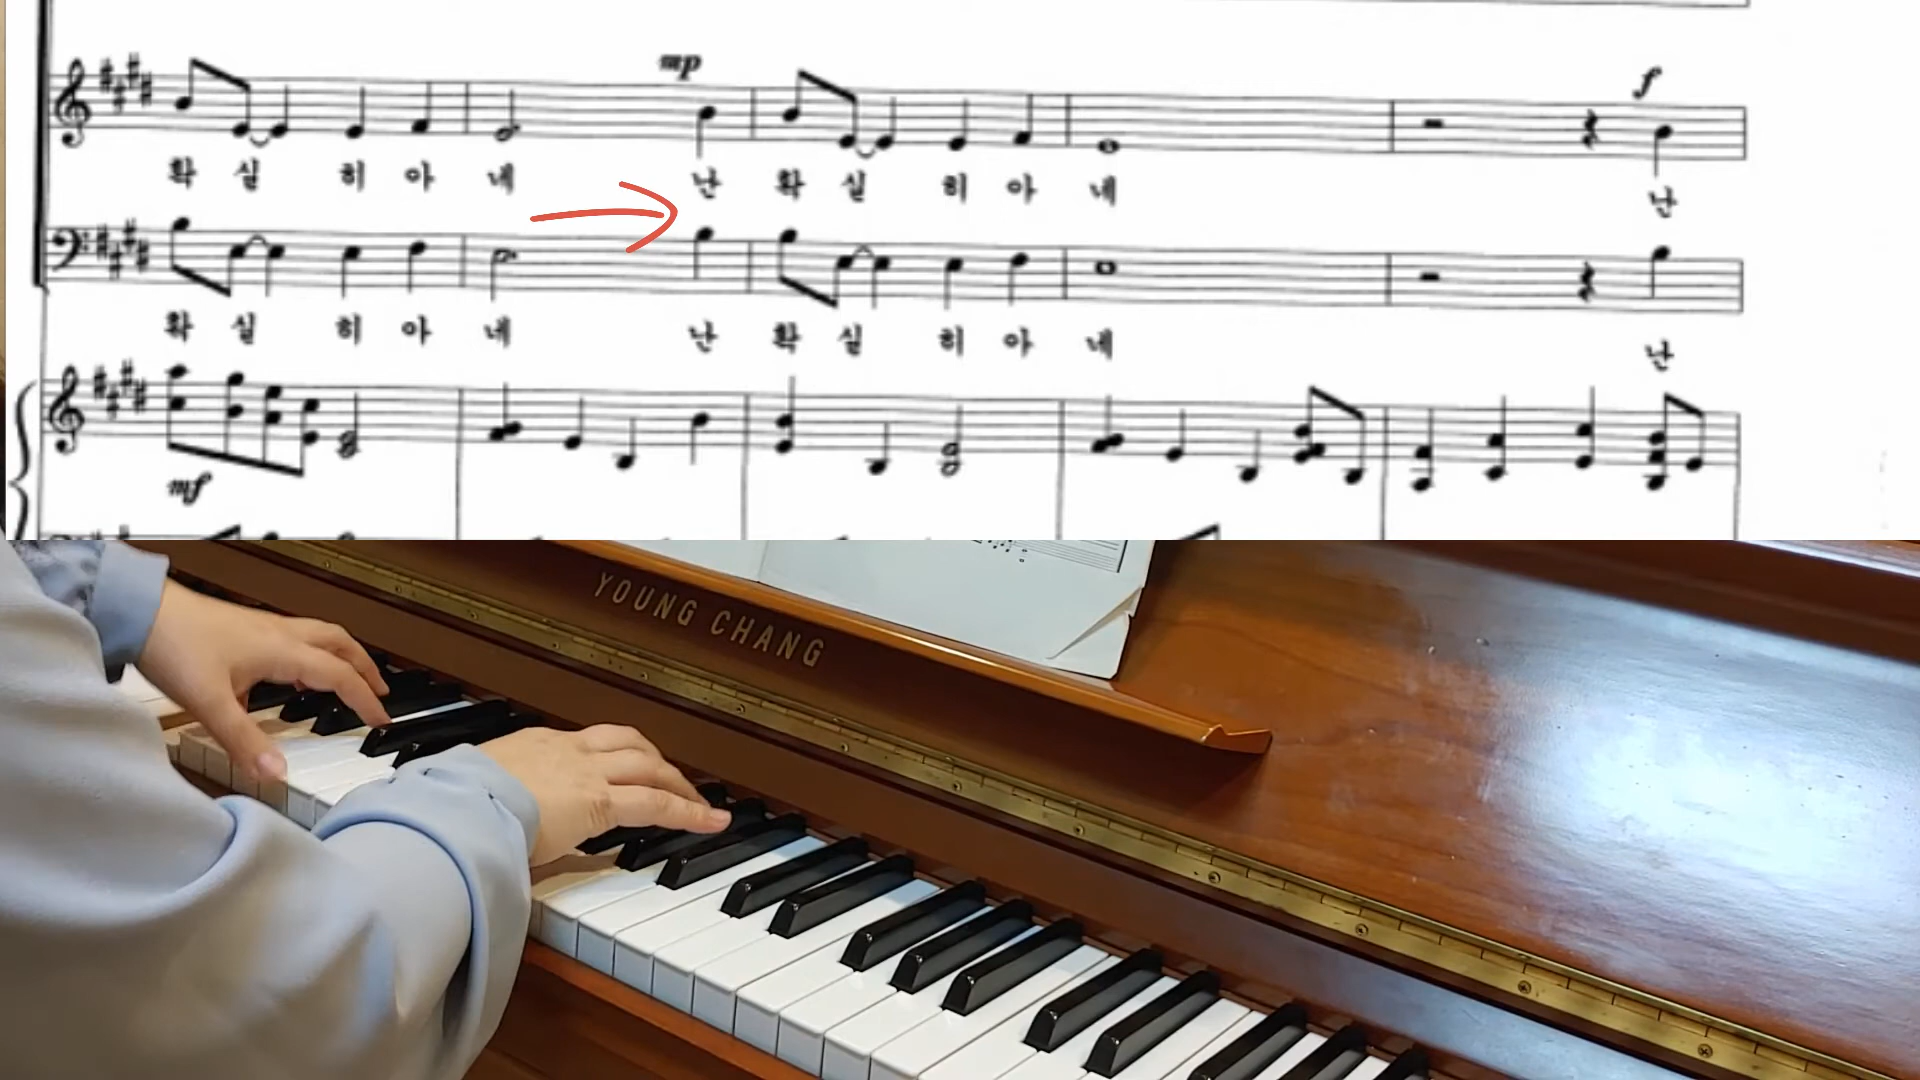 mp f
확 실 히 아 네 난 확 실 히 아 네 난
확 실 히 아 네 난 확 실 히 아 네 난
mf
YOUNG CHANG